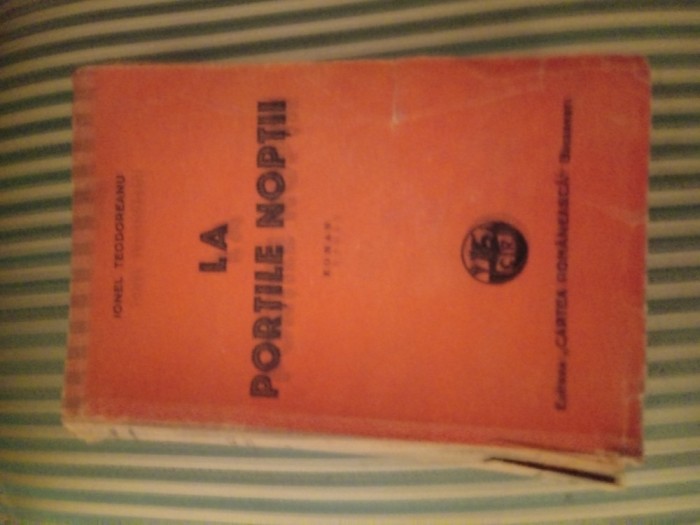 IONEL TEODOREANU
LA
PORȚILE NOPȚII
ROMAN
C.R.
Editura „CARTEA ROMÂNEASCĂ” București